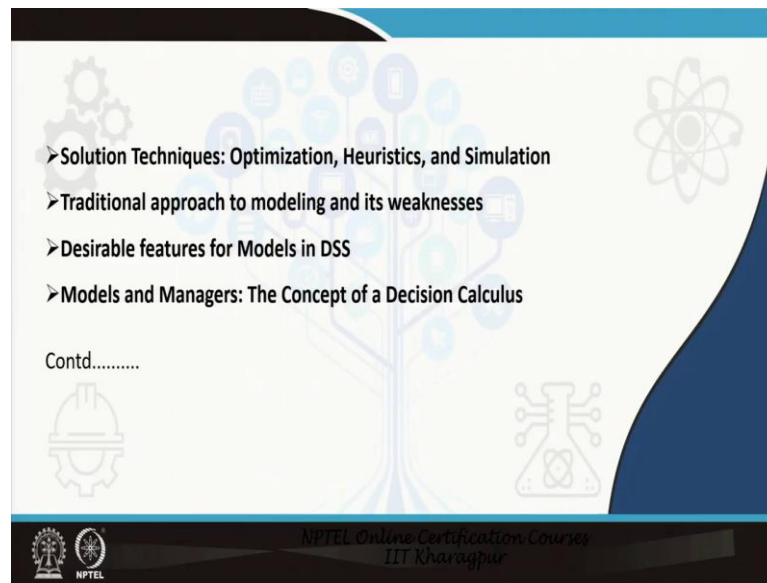 ➢Solution Techniques: Optimization, Heuristics, and Simulation
➢Traditional approach to modeling and its weaknesses
➢Desirable features for Models in DSS
➢Models and Managers: The Concept of a Decision Calculus
Contd..........
NPTEL Online Certification Courses
IIT Kharagpur
NPTEL